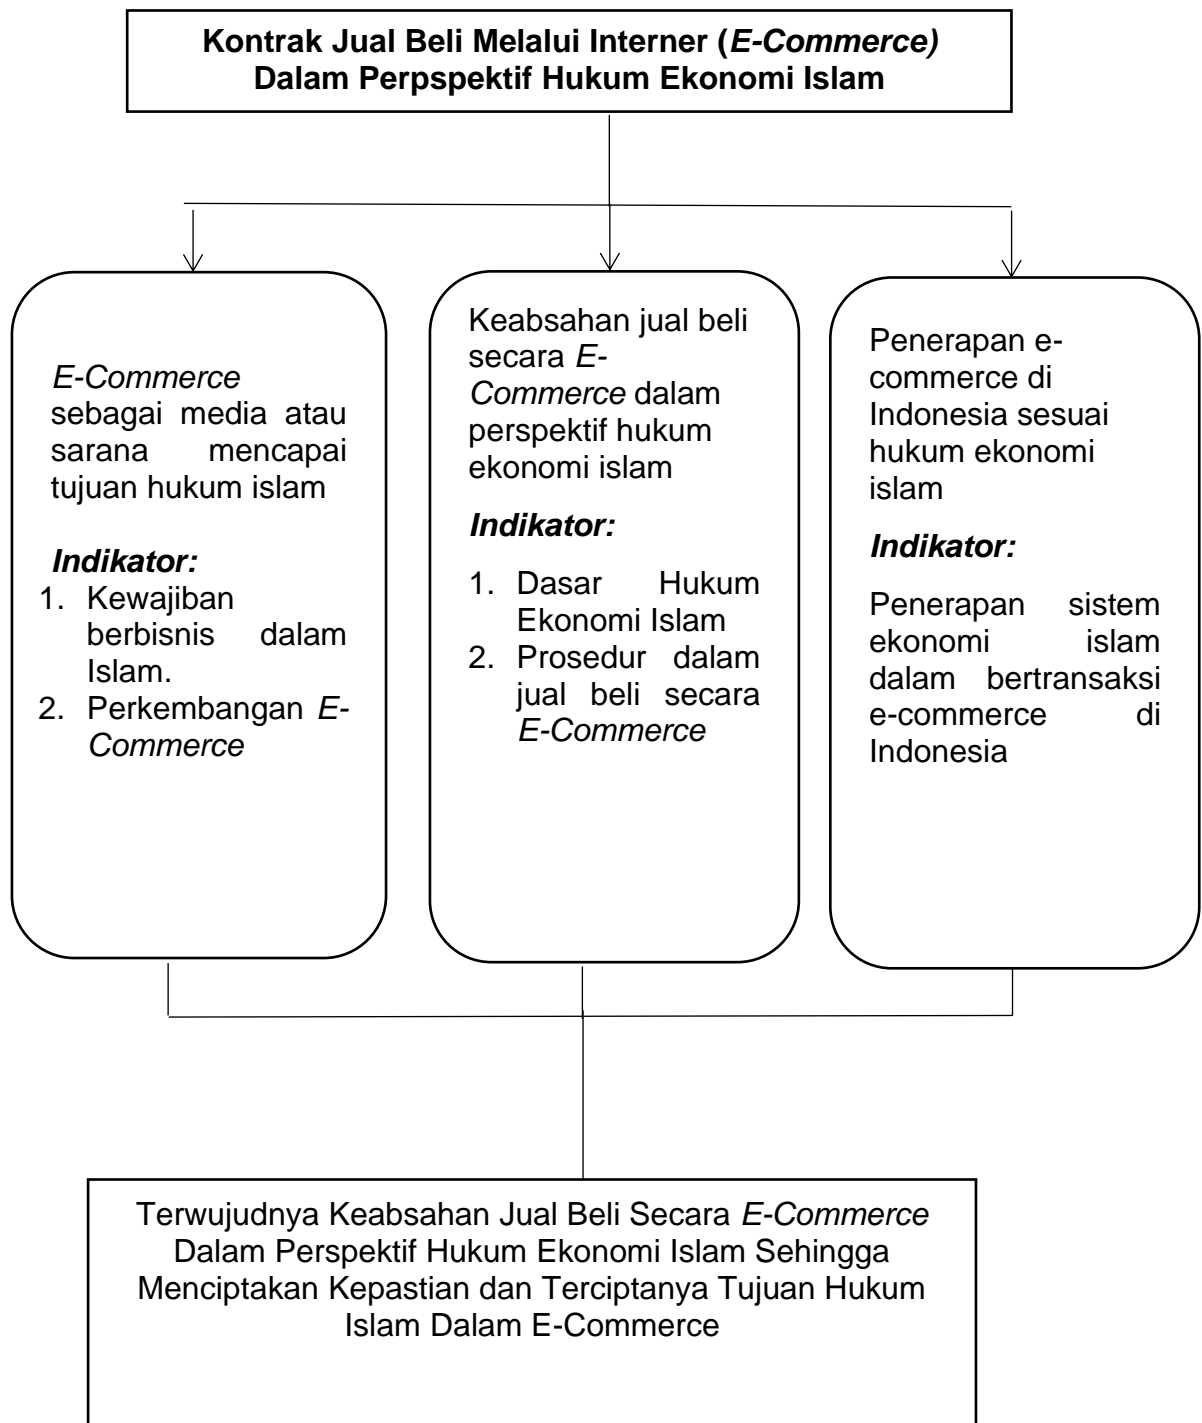 Kontrak Jual Beli Melalui Interner (E-Commerce)
Dalam Perpspektif Hukum Ekonomi Islam
E-Commerce
sebagai media atau
sarana mencapai
tujuan hukum islam
Indikator:
1. Kewajiban
berbisnis dalam
Islam.
2. Perkembangan E-
Commerce
Keabsahan jual beli
secara E-
Commerce dalam
perspektif hukum
ekonomi islam
Indikator:
1. Dasar Hukum
Ekonomi Islam
2. Prosedur dalam
jual beli secara
E-Commerce
Penerapan e-
commerce di
Indonesia sesuai
hukum ekonomi
islam
Indikator:
Penerapan sistem
ekonomi islam
dalam bertransaksi
e-commerce di
Indonesia
Terwujudnya Keabsahan Jual Beli Secara E-Commerce
Dalam Perspektif Hukum Ekonomi Islam Sehingga
Menciptakan Kepastian dan Terciptanya Tujuan Hukum
Islam Dalam E-Commerce